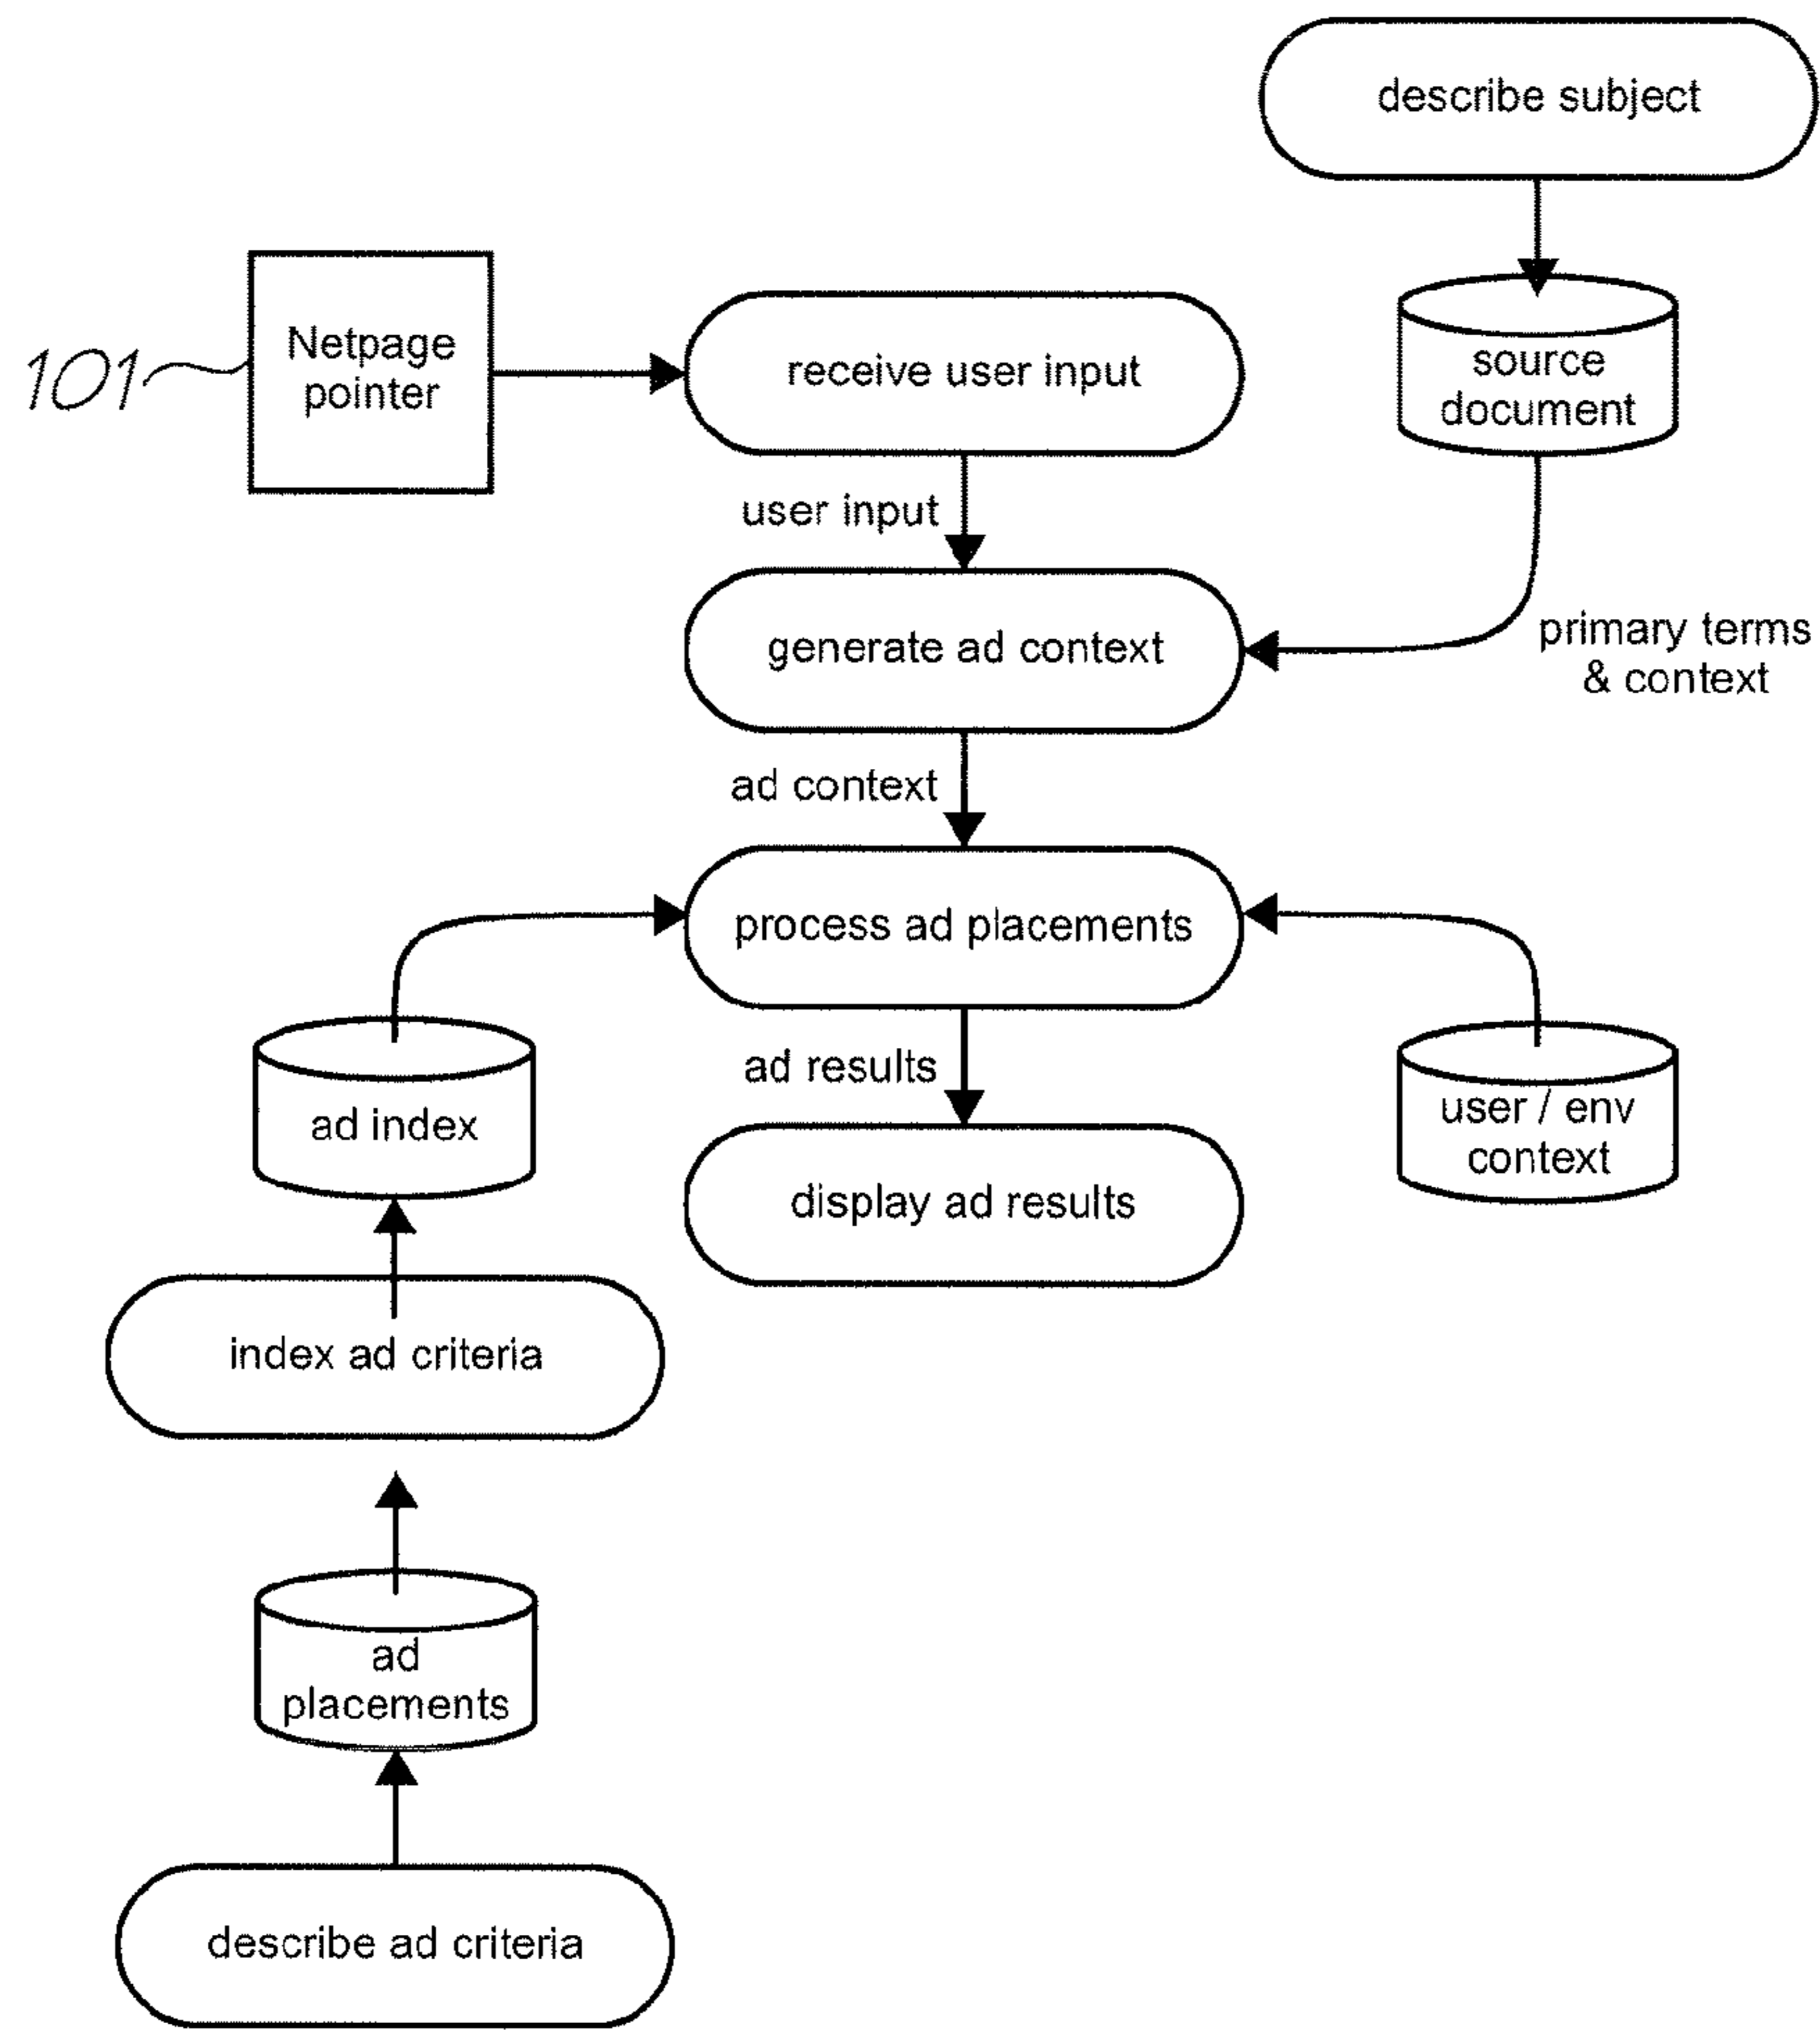 describe subject
101
Netpage
pointer
receive user input
source
document
user input
generate ad context
primary terms
& context
ad context
process ad placements
ad results
ad index
user / env
context
display ad results
index ad criteria
ad
placements
describe ad criteria